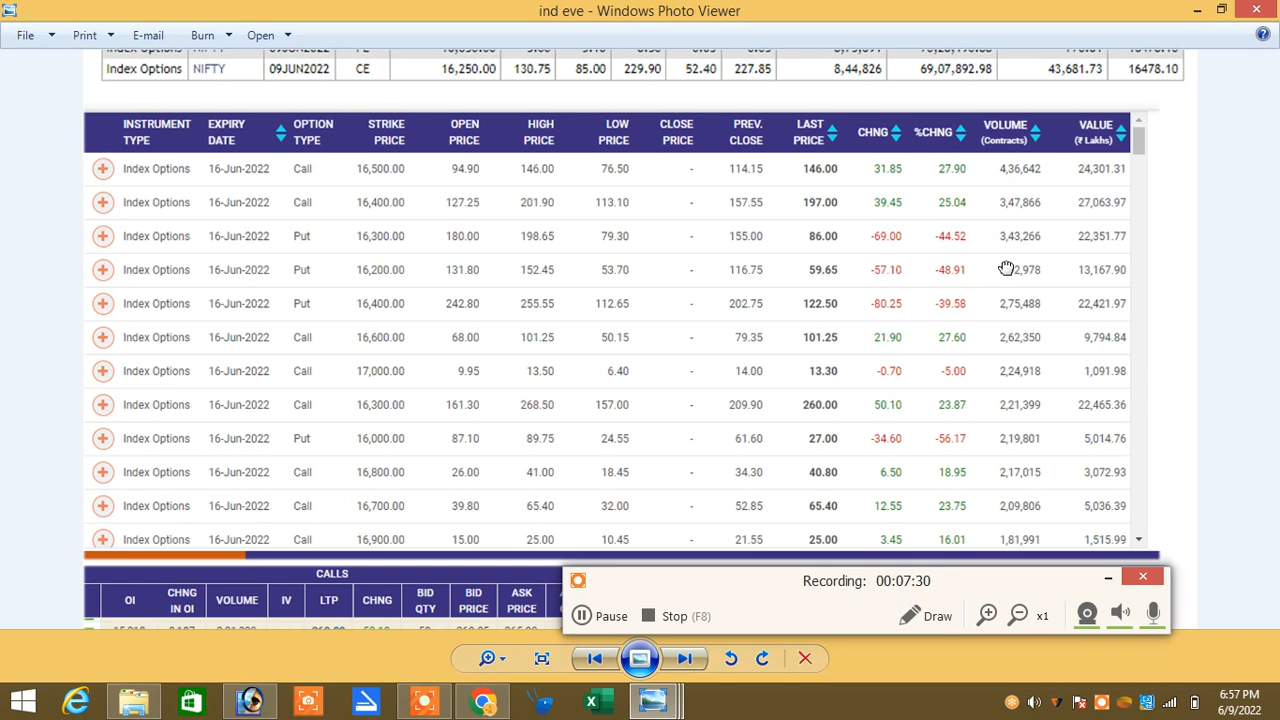 ind eve - Windows Photo Viewer
File Print E-mail Burn Open
Index Options NIFTY 09JUN2022 CE 16,250.00 130.75 85.00 229.90 52.40 227.85 8,44,826 69,07,892.98 43,681.73 16478.10
INSTRUMENT TYPE EXPIRY DATE OPTION TYPE STRIKE PRICE OPEN PRICE HIGH PRICE LOW PRICE CLOSE PRICE PREV. CLOSE LAST PRICE CHNG %CHNG VOLUME (Contracts) VALUE (₹ Lakhs)
Index Options 16-Jun-2022 Call 16,500.00 94.90 146.00 76.50 - 114.15 146.00 31.85 27.90 4,36,642 24,301.31
Index Options 16-Jun-2022 Call 16,400.00 127.25 201.90 113.10 - 157.55 197.00 39.45 25.04 3,47,866 27,063.97
Index Options 16-Jun-2022 Put 16,300.00 180.00 198.65 79.30 - 155.00 86.00 -69.00 -44.52 3,43,266 22,351.77
Index Options 16-Jun-2022 Put 16,200.00 131.80 152.45 53.70 - 116.75 59.65 -57.10 -48.91 2,978 13,167.90
Index Options 16-Jun-2022 Put 16,400.00 242.80 255.55 112.65 - 202.75 122.50 -80.25 -39.58 2,75,488 22,421.97
Index Options 16-Jun-2022 Call 16,600.00 68.00 101.25 50.15 - 79.35 101.25 21.90 27.60 2,62,350 9,794.84
Index Options 16-Jun-2022 Call 17,000.00 9.95 13.50 6.40 - 14.00 13.30 -0.70 -5.00 2,24,918 1,091.98
Index Options 16-Jun-2022 Call 16,300.00 161.30 268.50 157.00 - 209.90 260.00 50.10 23.87 2,21,399 22,465.36
Index Options 16-Jun-2022 Put 16,000.00 87.10 89.75 24.55 - 61.60 27.00 -34.60 -56.17 2,19,801 5,014.76
Index Options 16-Jun-2022 Call 16,800.00 26.00 41.00 18.45 - 34.30 40.80 6.50 18.95 2,17,015 3,072.93
Index Options 16-Jun-2022 Call 16,700.00 39.80 65.40 32.00 - 52.85 65.40 12.55 23.75 2,09,806 5,036.39
Index Options 16-Jun-2022 Call 16,900.00 15.00 25.00 10.45 - 21.55 25.00 3.45 16.01 1,81,991 1,515.99
CALLS
OI CHNG IN OI VOLUME IV LTP CHNG BID QTY BID PRICE ASK PRICE
Recording: 00:07:30
Pause Stop (F8) Draw x1
6:57 PM
6/9/2022